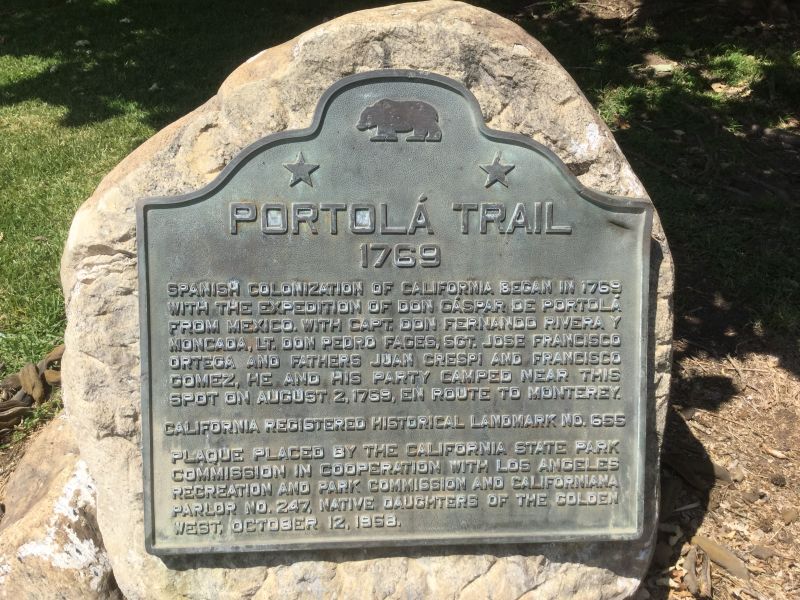 PORTOLÁ TRAIL
1769
SPANISH COLONIZATION OF CALIFORNIA BEGAN IN 1769
WITH THE EXPEDITION OF DON GÁSPAR DE PORTOLÁ
FROM MEXICO. WITH CAPT. DON FERNANDO RIVERA Y
MONCADA, LT. DON PEDRO FAGES, SGT. JOSE FRANCISCO
ORTEGA AND FATHERS JUAN CRESPI AND FRANCISCO
GOMEZ, HE AND HIS PARTY CAMPED NEAR THIS
SPOT ON AUGUST 2, 1769, EN ROUTE TO MONTEREY.
CALIFORNIA REGISTERED HISTORICAL LANDMARK NO. 655
PLAQUE PLACED BY THE CALIFORNIA STATE PARK
COMMISSION IN COOPERATION WITH LOS ANGELES
RECREATION AND PARK COMMISSION AND CALIFORNIANA
PARLOR NO. 247, NATIVE DAUGHTERS OF THE GOLDEN
WEST, OCTOBER 12, 1958.